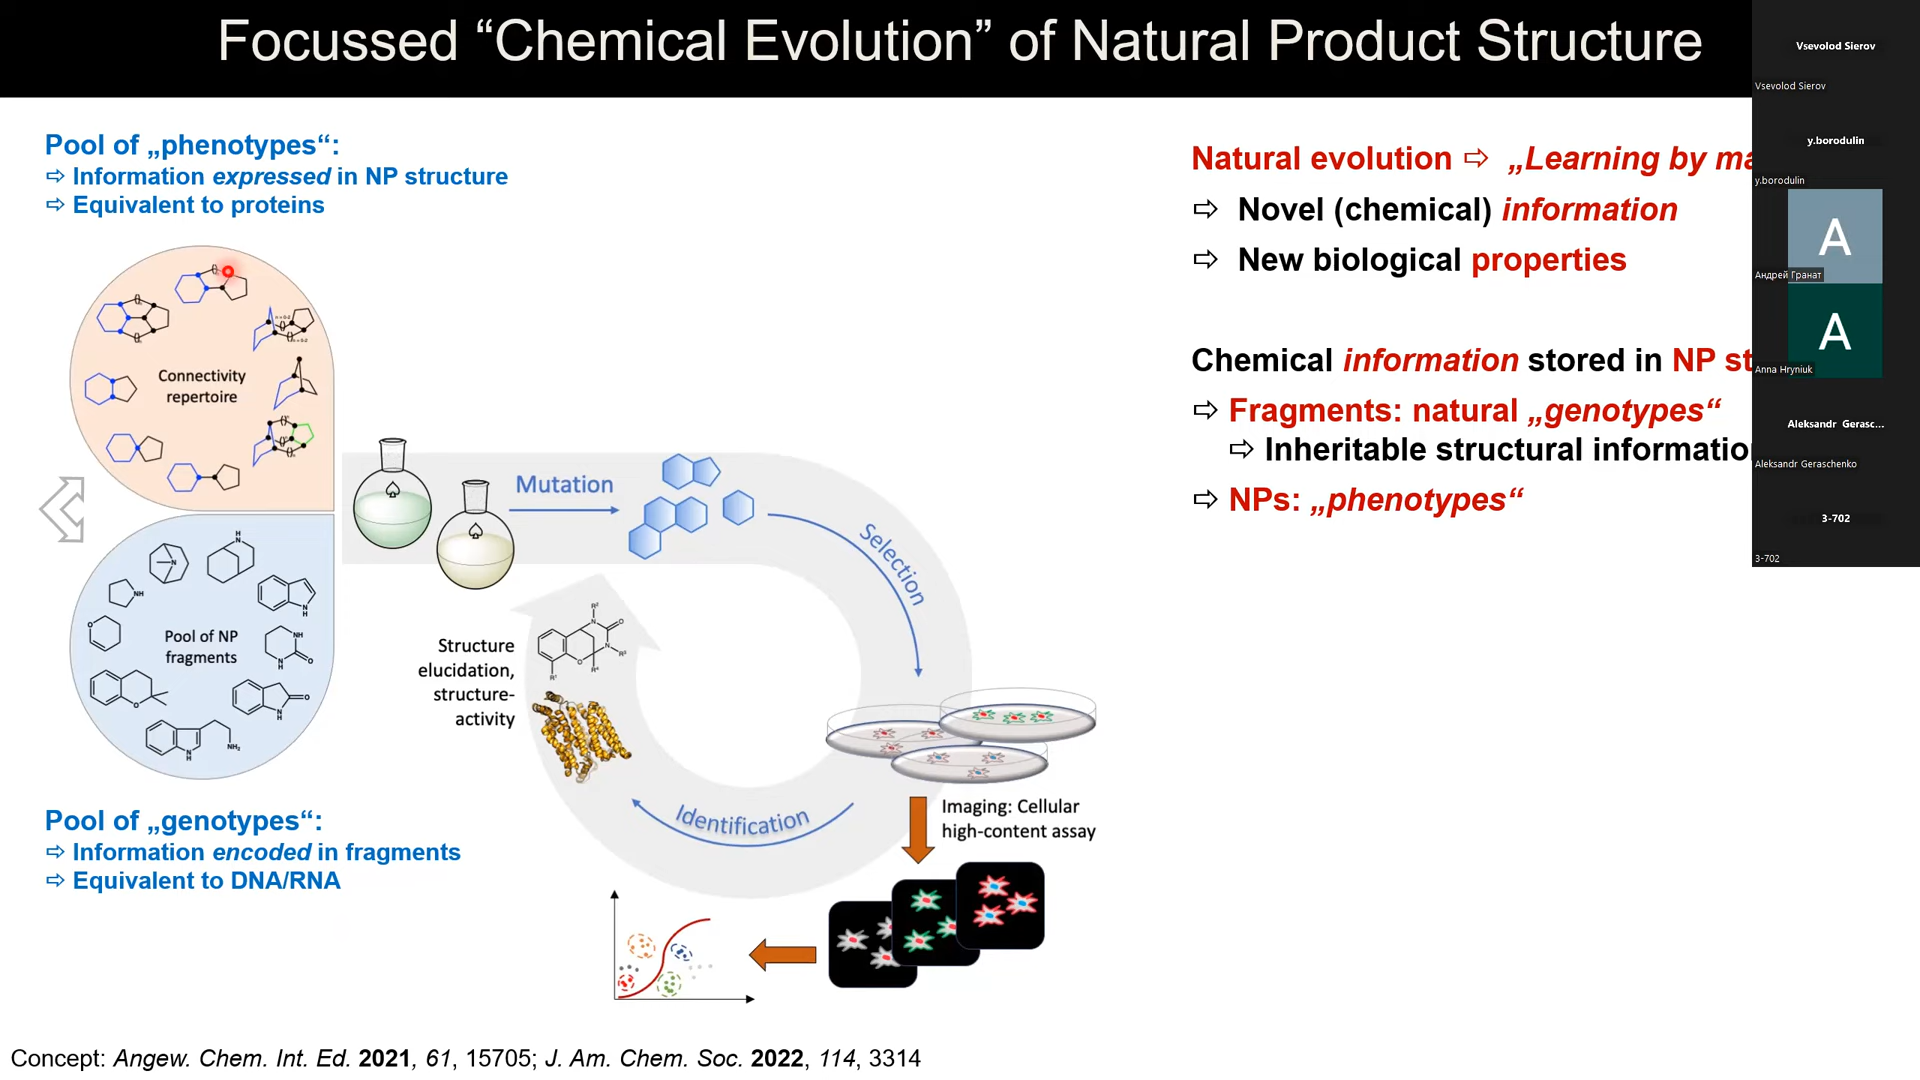 Focussed “Chemical Evolution” of Natural Product Structure
Pool of „phenotypes“:
⇨ Information expressed in NP structure
⇨ Equivalent to proteins
Connectivity
repertoire
Pool of NP
fragments
Pool of „genotypes“:
⇨ Information encoded in fragments
⇨ Equivalent to DNA/RNA
Mutation
Selection
Identification
Structure
elucidation,
structure-
activity
Imaging: Cellular
high-content assay
Natural evolution ⇨ „Learning by
⇨ Novel (chemical) information
⇨ New biological properties
Chemical information stored in NP
⇨ Fragments: natural „genotypes“
⇨ Inheritable structural
⇨ NPs: „phenotypes“
Concept: Angew. Chem. Int. Ed. 2021, 61, 15705; J. Am. Chem. Soc. 2022, 114, 3314
Vsevolod Sierov
Vsevolod Sierov
y.borodulin
y.borodulin
A
Андрей Гранат
A
Anna Hryniuk
Aleksandr Gerasc...
Aleksandr Geraschenko
3-702
3-702